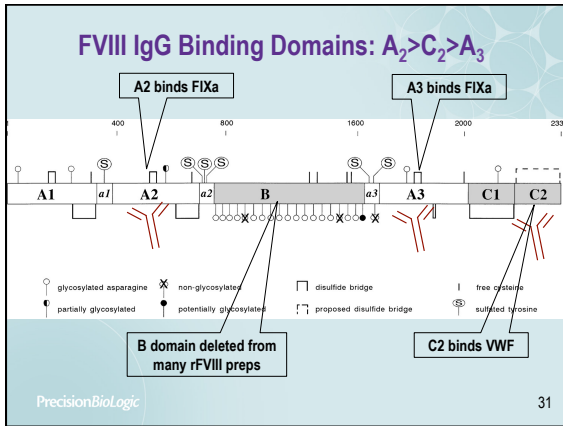 FVIII IgG Binding Domains: A2>C2>A3
A2 binds FIXa
A3 binds FIXa
400 800 1600 2000 233
S S S S S S
A1 a1 A2 a2 B a3 A3 C1 C2
glycosylated asparagine non-glycosylated disulfide bridge free cysteine
partially glycosylated potentially glycosylated proposed disulfide bridge S sulfated tyrosine
B domain deleted from
many rFVIII preps
C2 binds VWF
PrecisionBioLogic
31